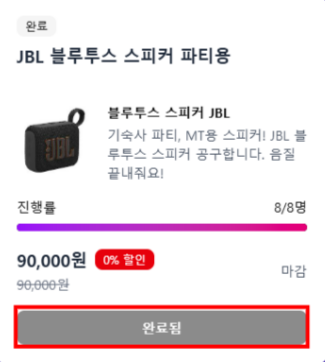 완료
JBL 블루투스 스피커 파티용
JBL
블루투스 스피커 JBL
기숙사 파티, MT용 스피커! JBL 블
루투스 스피커 공구합니다. 음질
끝내줘요!
진행률 8/8명
90,000원 0% 할인
90,000원 마감
완료됨